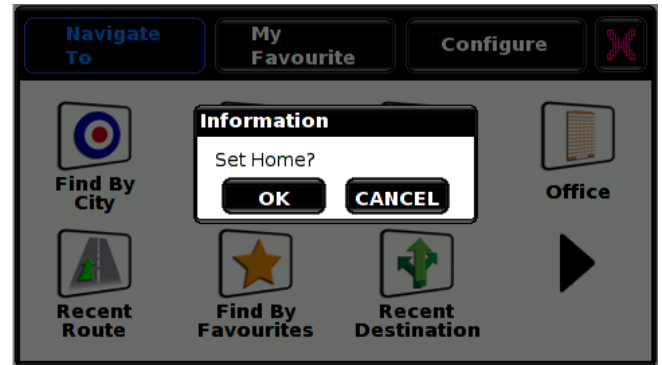 Navigate
To
My
Favourite
Configure
Information
Set Home?
OK
CANCEL
Find By
City
Office
Recent
Route
Find By
Favourites
Recent
Destination